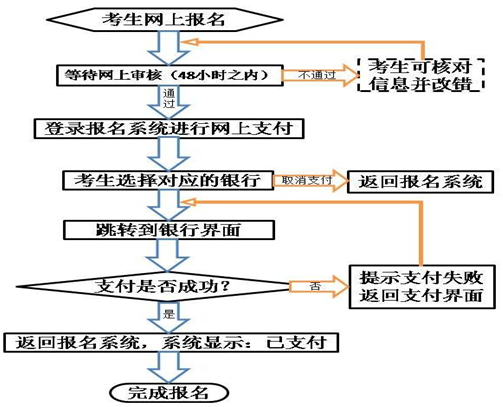 考生网上报名
等待网上审核（48小时之内）
不通过
考生可核对
信息并改错
通
过
登录报名系统进行网上支付
考生选择对应的银行
取消支付
返回报名系统
跳转到银行界面
支付是否成功？
否
提示支付失败
返回支付界面
是
返回报名系统，系统显示：已支付
完成报名